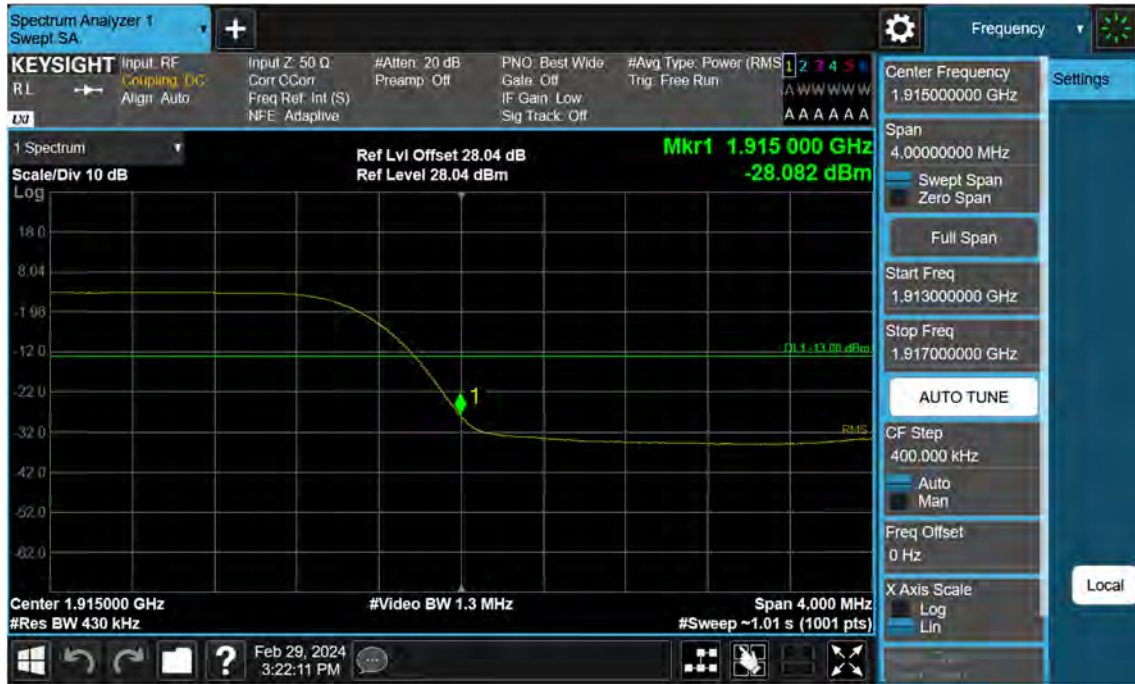 Spectrum Analyzer 1
Swept SA
+
Frequency
KEYSIGHT
RL
LXI
Input: RF
Coupling: DC
Align: Auto
Input Z: 50 Ω
Corr CCorr
Freq Ref: Int (S)
NFE: Adaptive
#Atten: 20 dB
Preamp: Off
PNO: Best Wide
Gate: Off
IF Gain: Low
Sig Track: Off
#Avg Type: Power (RMS
Trig: Free Run
1 2 3 4 5 6
A W W W W W
A A A A A A
Center Frequency
1.915000000 GHz
Settings
1 Spectrum
Scale/Div 10 dB
Ref Lvl Offset 28.04 dB
Ref Level 28.04 dBm
Mkr1 1.915 000 GHz
-28.082 dBm
Span
4.00000000 MHz
Swept Span
Zero Span
Full Span
Start Freq
1.913000000 GHz
Stop Freq
1.917000000 GHz
AUTO TUNE
CF Step
400.000 kHz
Auto
Man
Freq Offset
0 Hz
X Axis Scale
Log
Lin
Local
Log
18.0
8.04
-1.96
-12.0
-22.0
-32.0
-42.0
-52.0
-62.0
DL1 -13.00 dBm
1
RMS
Center 1.915000 GHz
#Res BW 430 kHz
#Video BW 1.3 MHz
Span 4.000 MHz
#Sweep ~1.01 s (1001 pts)
?
Feb 29, 2024
3:22:11 PM